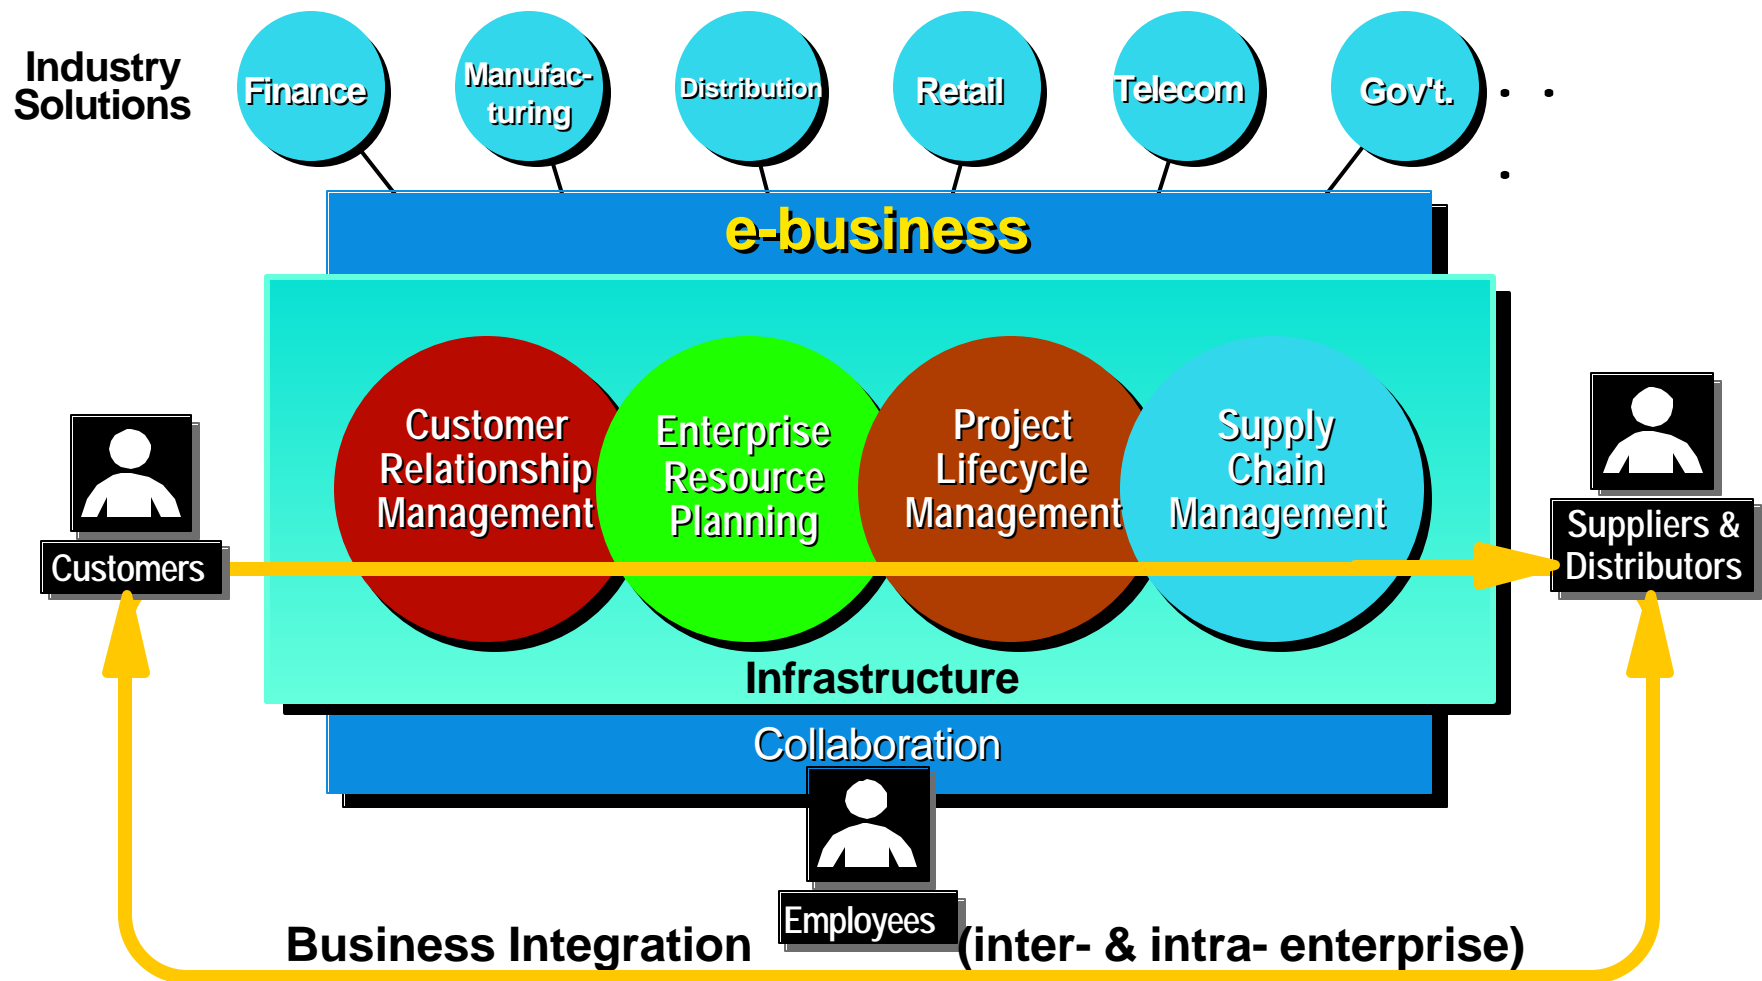 Industry
Solutions
Finance
Manufac-
turing
Distribution
Retail
Telecom
Gov't.
. . .
e-business
Customer
Relationship
Management
Enterprise
Resource
Planning
Project
Lifecycle
Management
Supply
Chain
Management
Customers
Suppliers &
Distributors
Infrastructure
Collaboration
Employees
Business Integration (inter- & intra- enterprise)